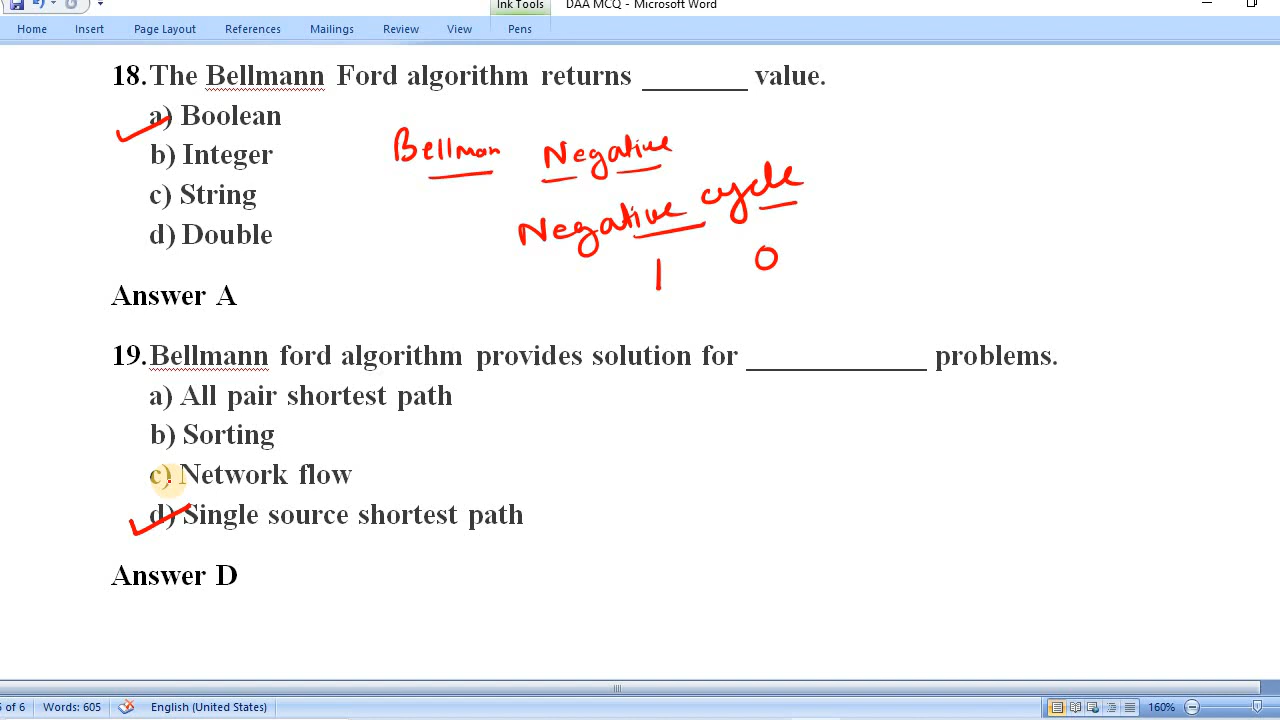 Ink Tools DAA MCQ - Microsoft Word
Home Insert Page Layout References Mailings Review View Pens
18.The Bellmann Ford algorithm returns ________ value.
a) Boolean
b) Integer
c) String
d) Double
Bellman Negative
Negative cycle
1 0
Answer A
19.Bellmann ford algorithm provides solution for _____________ problems.
a) All pair shortest path
b) Sorting
c) Network flow
d) Single source shortest path
Answer D
of 6 Words: 605 English (United States) 160%